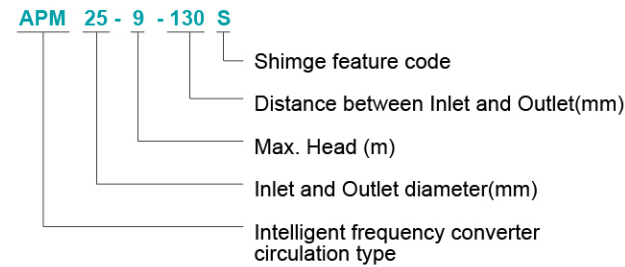 APM 25 - 9 - 130 S
Shimge feature code
Distance between Inlet and Outlet(mm)
Max. Head (m)
Inlet and Outlet diameter(mm)
Intelligent frequency converter
circulation type